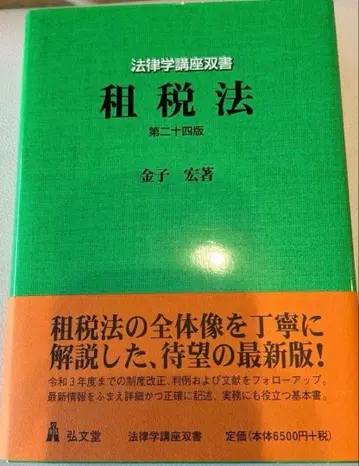 法律学講座双書
租税法
第二十四版
金子 宏著
租税法の全体像を丁寧に
解説した、待望の最新版!
令和3年度までの制度改正、判例および文献をフォローアップ。
最新情報をふまえ詳細かつ正確に記述、実務にも役立つ基本書。
弘文堂 法律学講座双書 定価(本体6500円+税)